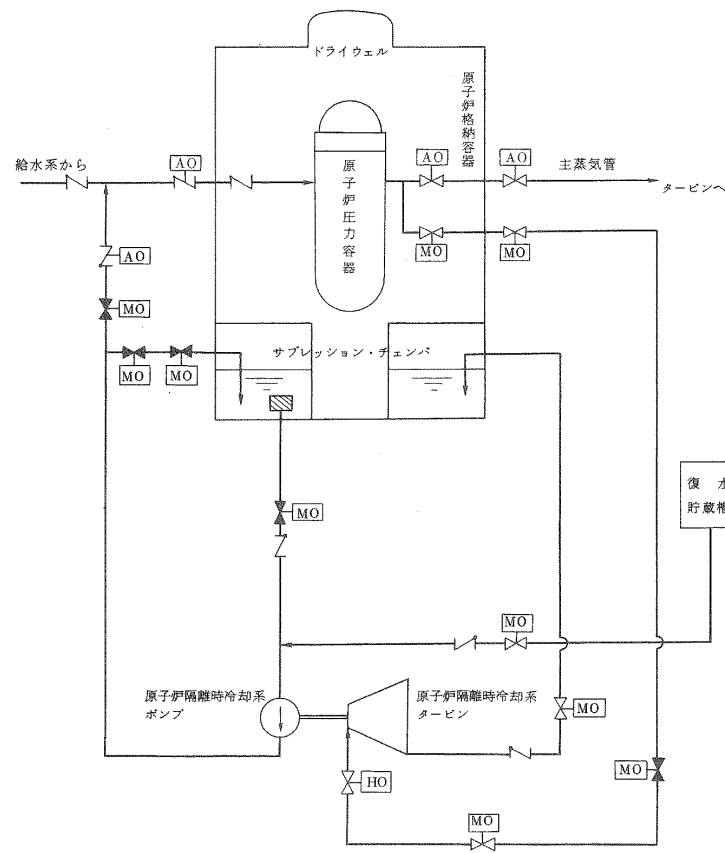 ドライウェル
原子炉格納容器
給水系から
AO
AO
AO
主蒸気管
タービンへ
原子炉圧力容器
MO
MO
AO
MO
サプレッション・チェンバ
MO
MO
MO
復水
貯蔵槽
MO
原子炉隔離時冷却系
ポンプ
原子炉隔離時冷却系
タービン
MO
MO
HO
MO